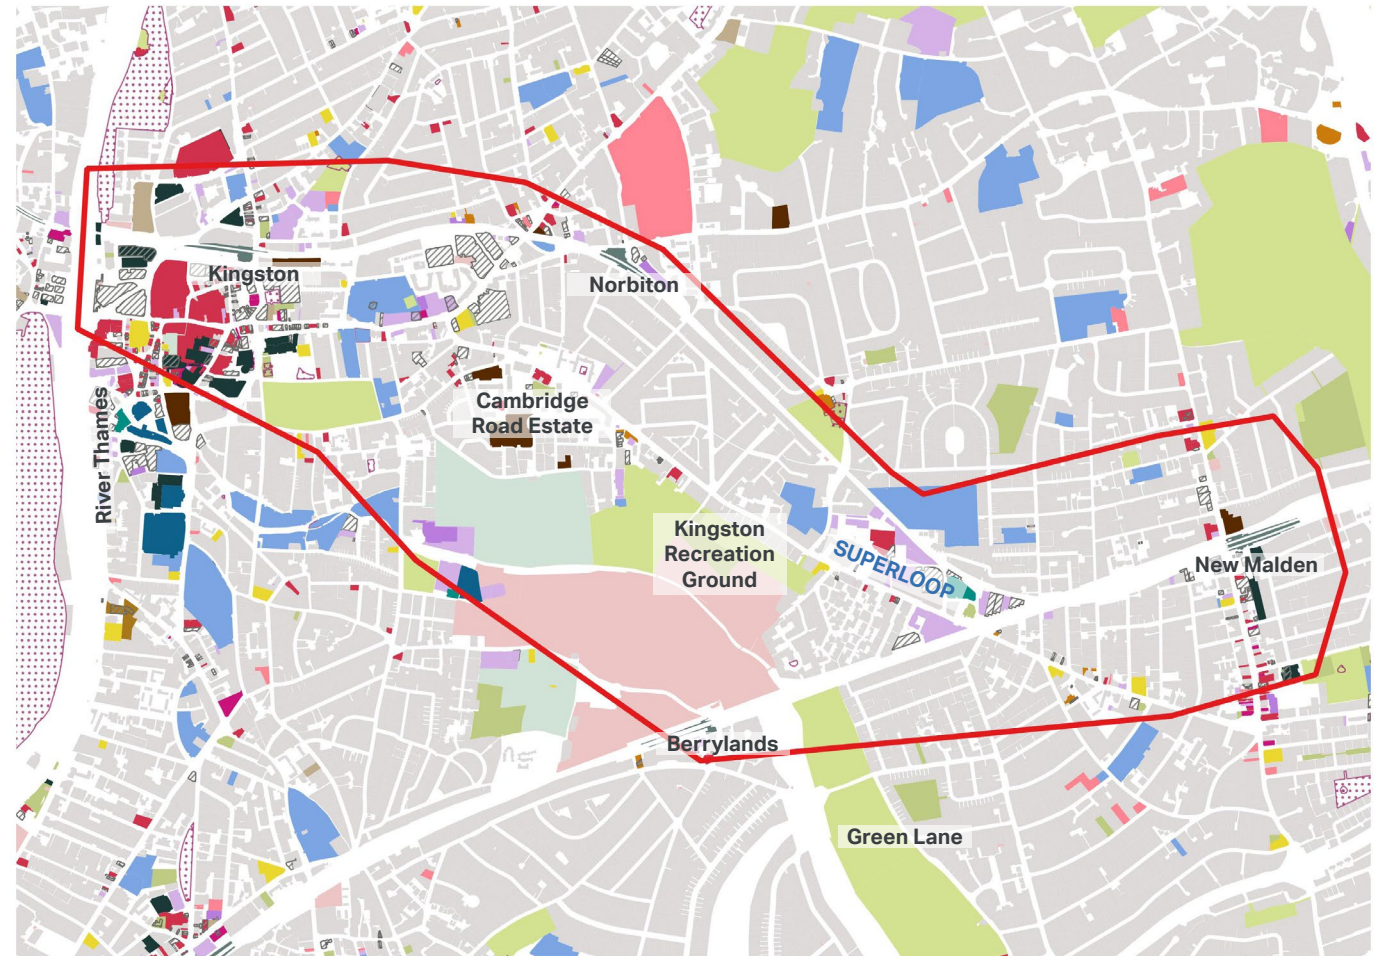 Kingston
Norbiton
Cambridge
Road Estate
River Thames
Kingston
Recreation
Ground
SUPERLOOP
New Malden
Berrylands
Green Lane